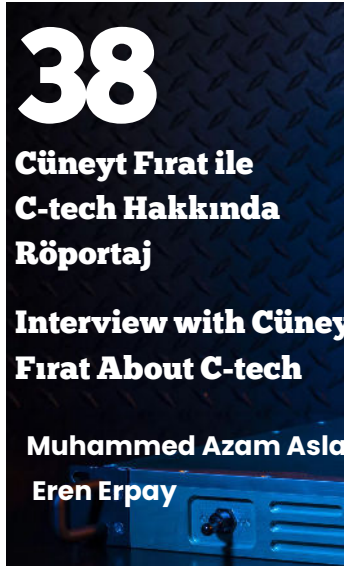 38
Cüneyt Fırat ile
C-tech Hakkında
Röportaj
Interview with Cüney
Fırat About C-tech
Muhammed Azam Asla
Eren Erpay